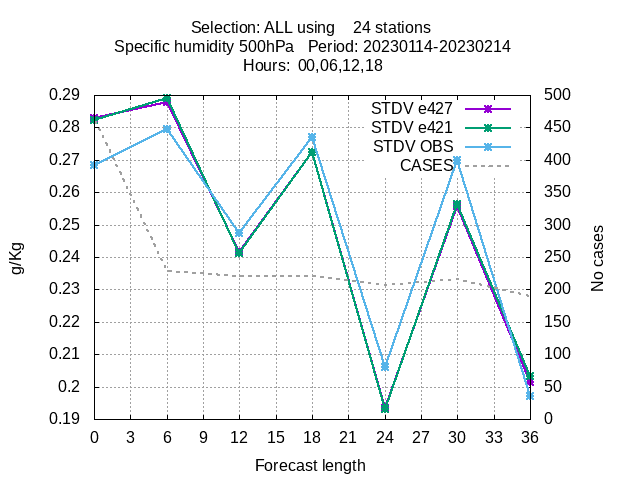 Selection: ALL using    24 stations
Specific humidity 500hPa   Period: 20230114-20230214
Hours:  00,06,12,18
STDV e427
STDV e421
STDV OBS
CASES
0.29
0.28
0.27
0.26
0.25
0.24
0.23
0.22
0.21
0.2
0.19
g/Kg
500
450
400
350
300
250
200
150
100
50
0
No cases
0 3 6 9 12 15 18 21 24 27 30 33 36
Forecast length